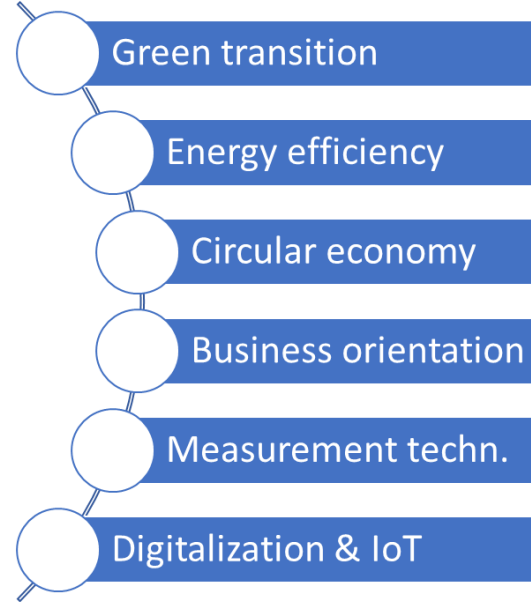 Green transition
Energy efficiency
Circular economy
Business orientation
Measurement techn.
Digitalization & IoT